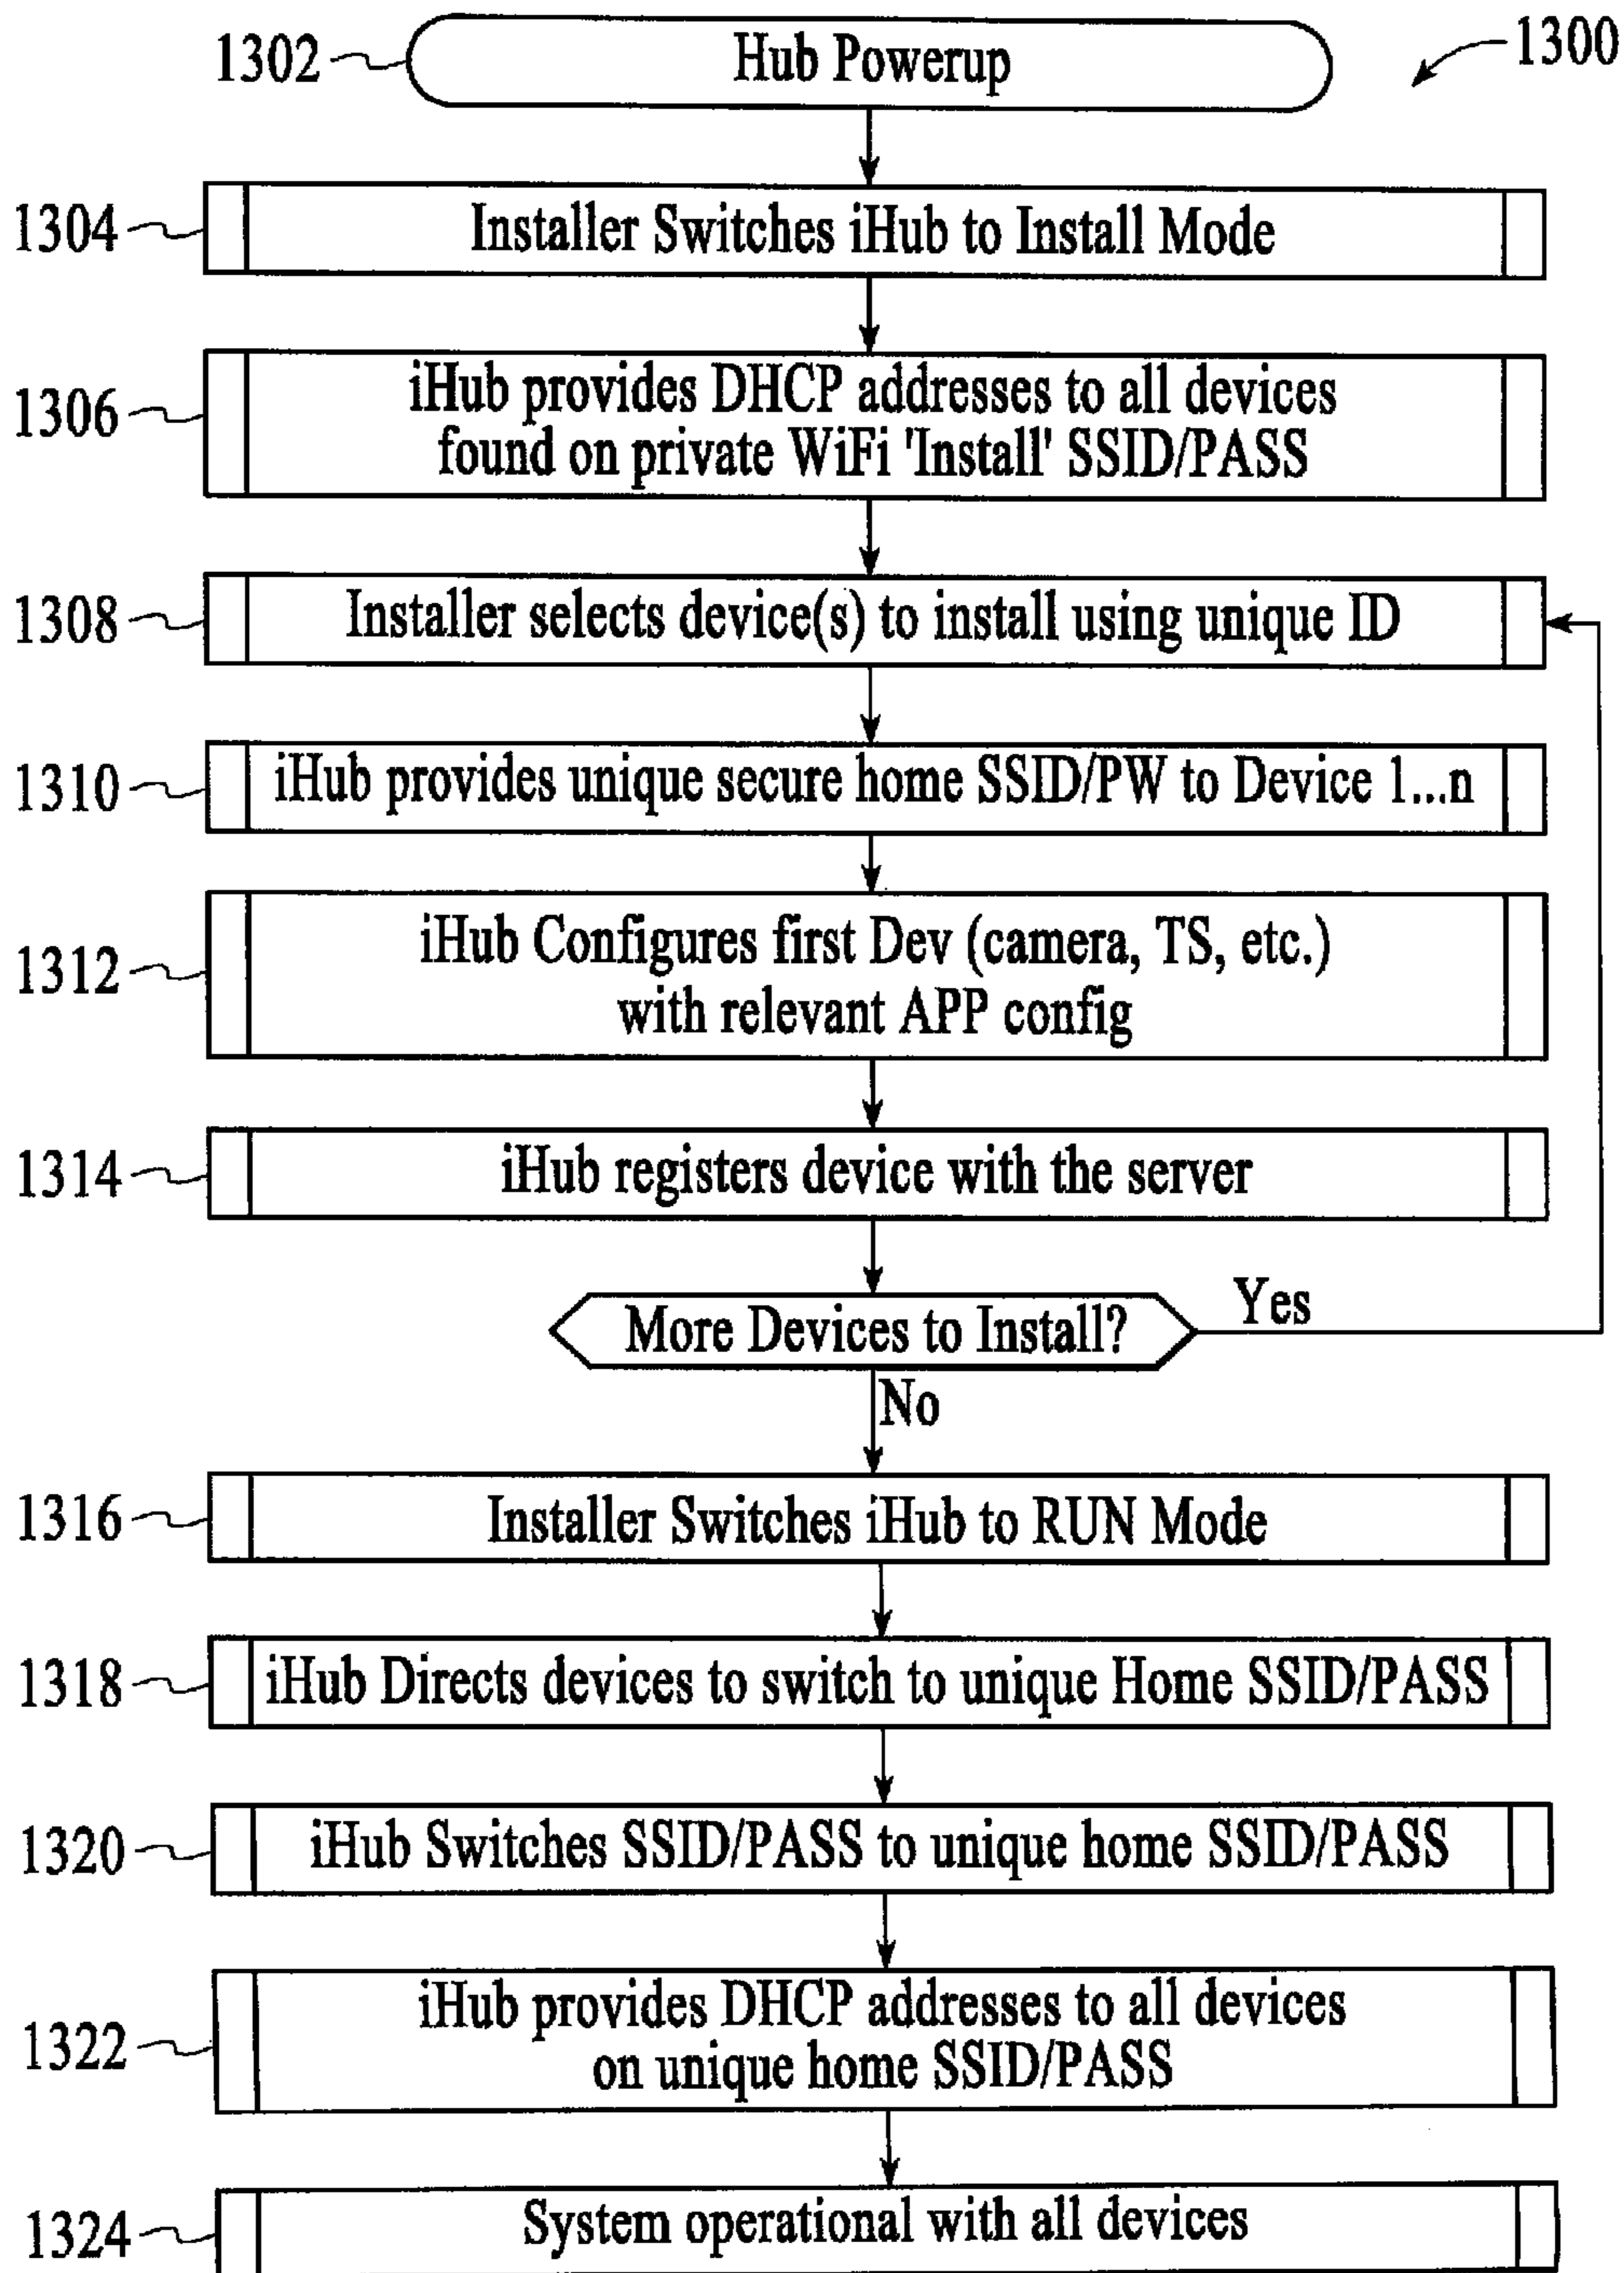 1302
Hub Powerup
1300
1304
Installer Switches iHub to Install Mode
1306
iHub provides DHCP addresses to all devices
found on private WiFi 'Install' SSID/PASS
1308
Installer selects device(s) to install using unique ID
1310
iHub provides unique secure home SSID/PW to Device 1...n
1312
iHub Configures first Dev (camera, TS, etc.)
with relevant APP config
1314
iHub registers device with the server
More Devices to Install?
Yes
No
1316
Installer Switches iHub to RUN Mode
1318
iHub Directs devices to switch to unique Home SSID/PASS
1320
iHub Switches SSID/PASS to unique home SSID/PASS
1322
iHub provides DHCP addresses to all devices
on unique home SSID/PASS
1324
System operational with all devices